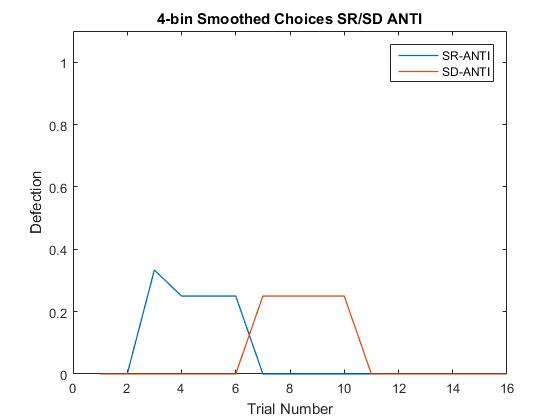 4-bin Smoothed Choices SR/SD ANTI
SR-ANTI
SD-ANTI
Defection
1
0.8
0.6
0.4
0.2
0
0 2 4 6 8 10 12 14 16
Trial Number